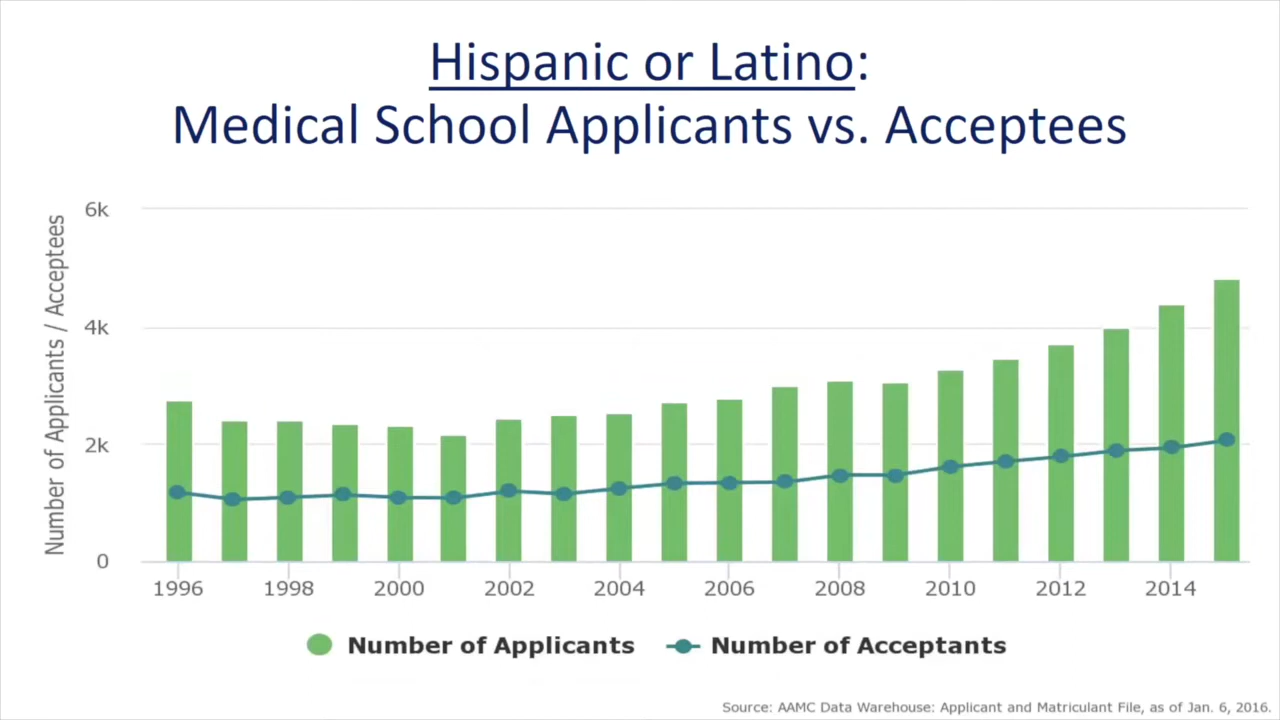 Hispanic or Latino:
Medical School Applicants vs. Acceptees
Number of Applicants / Acceptees
6k
4k
2k
0
1996 1998 2000 2002 2004 2006 2008 2010 2012 2014
Number of Applicants Number of Acceptants
Source: AAMC Data Warehouse: Applicant and Matriculant File, as of Jan. 6, 2016.